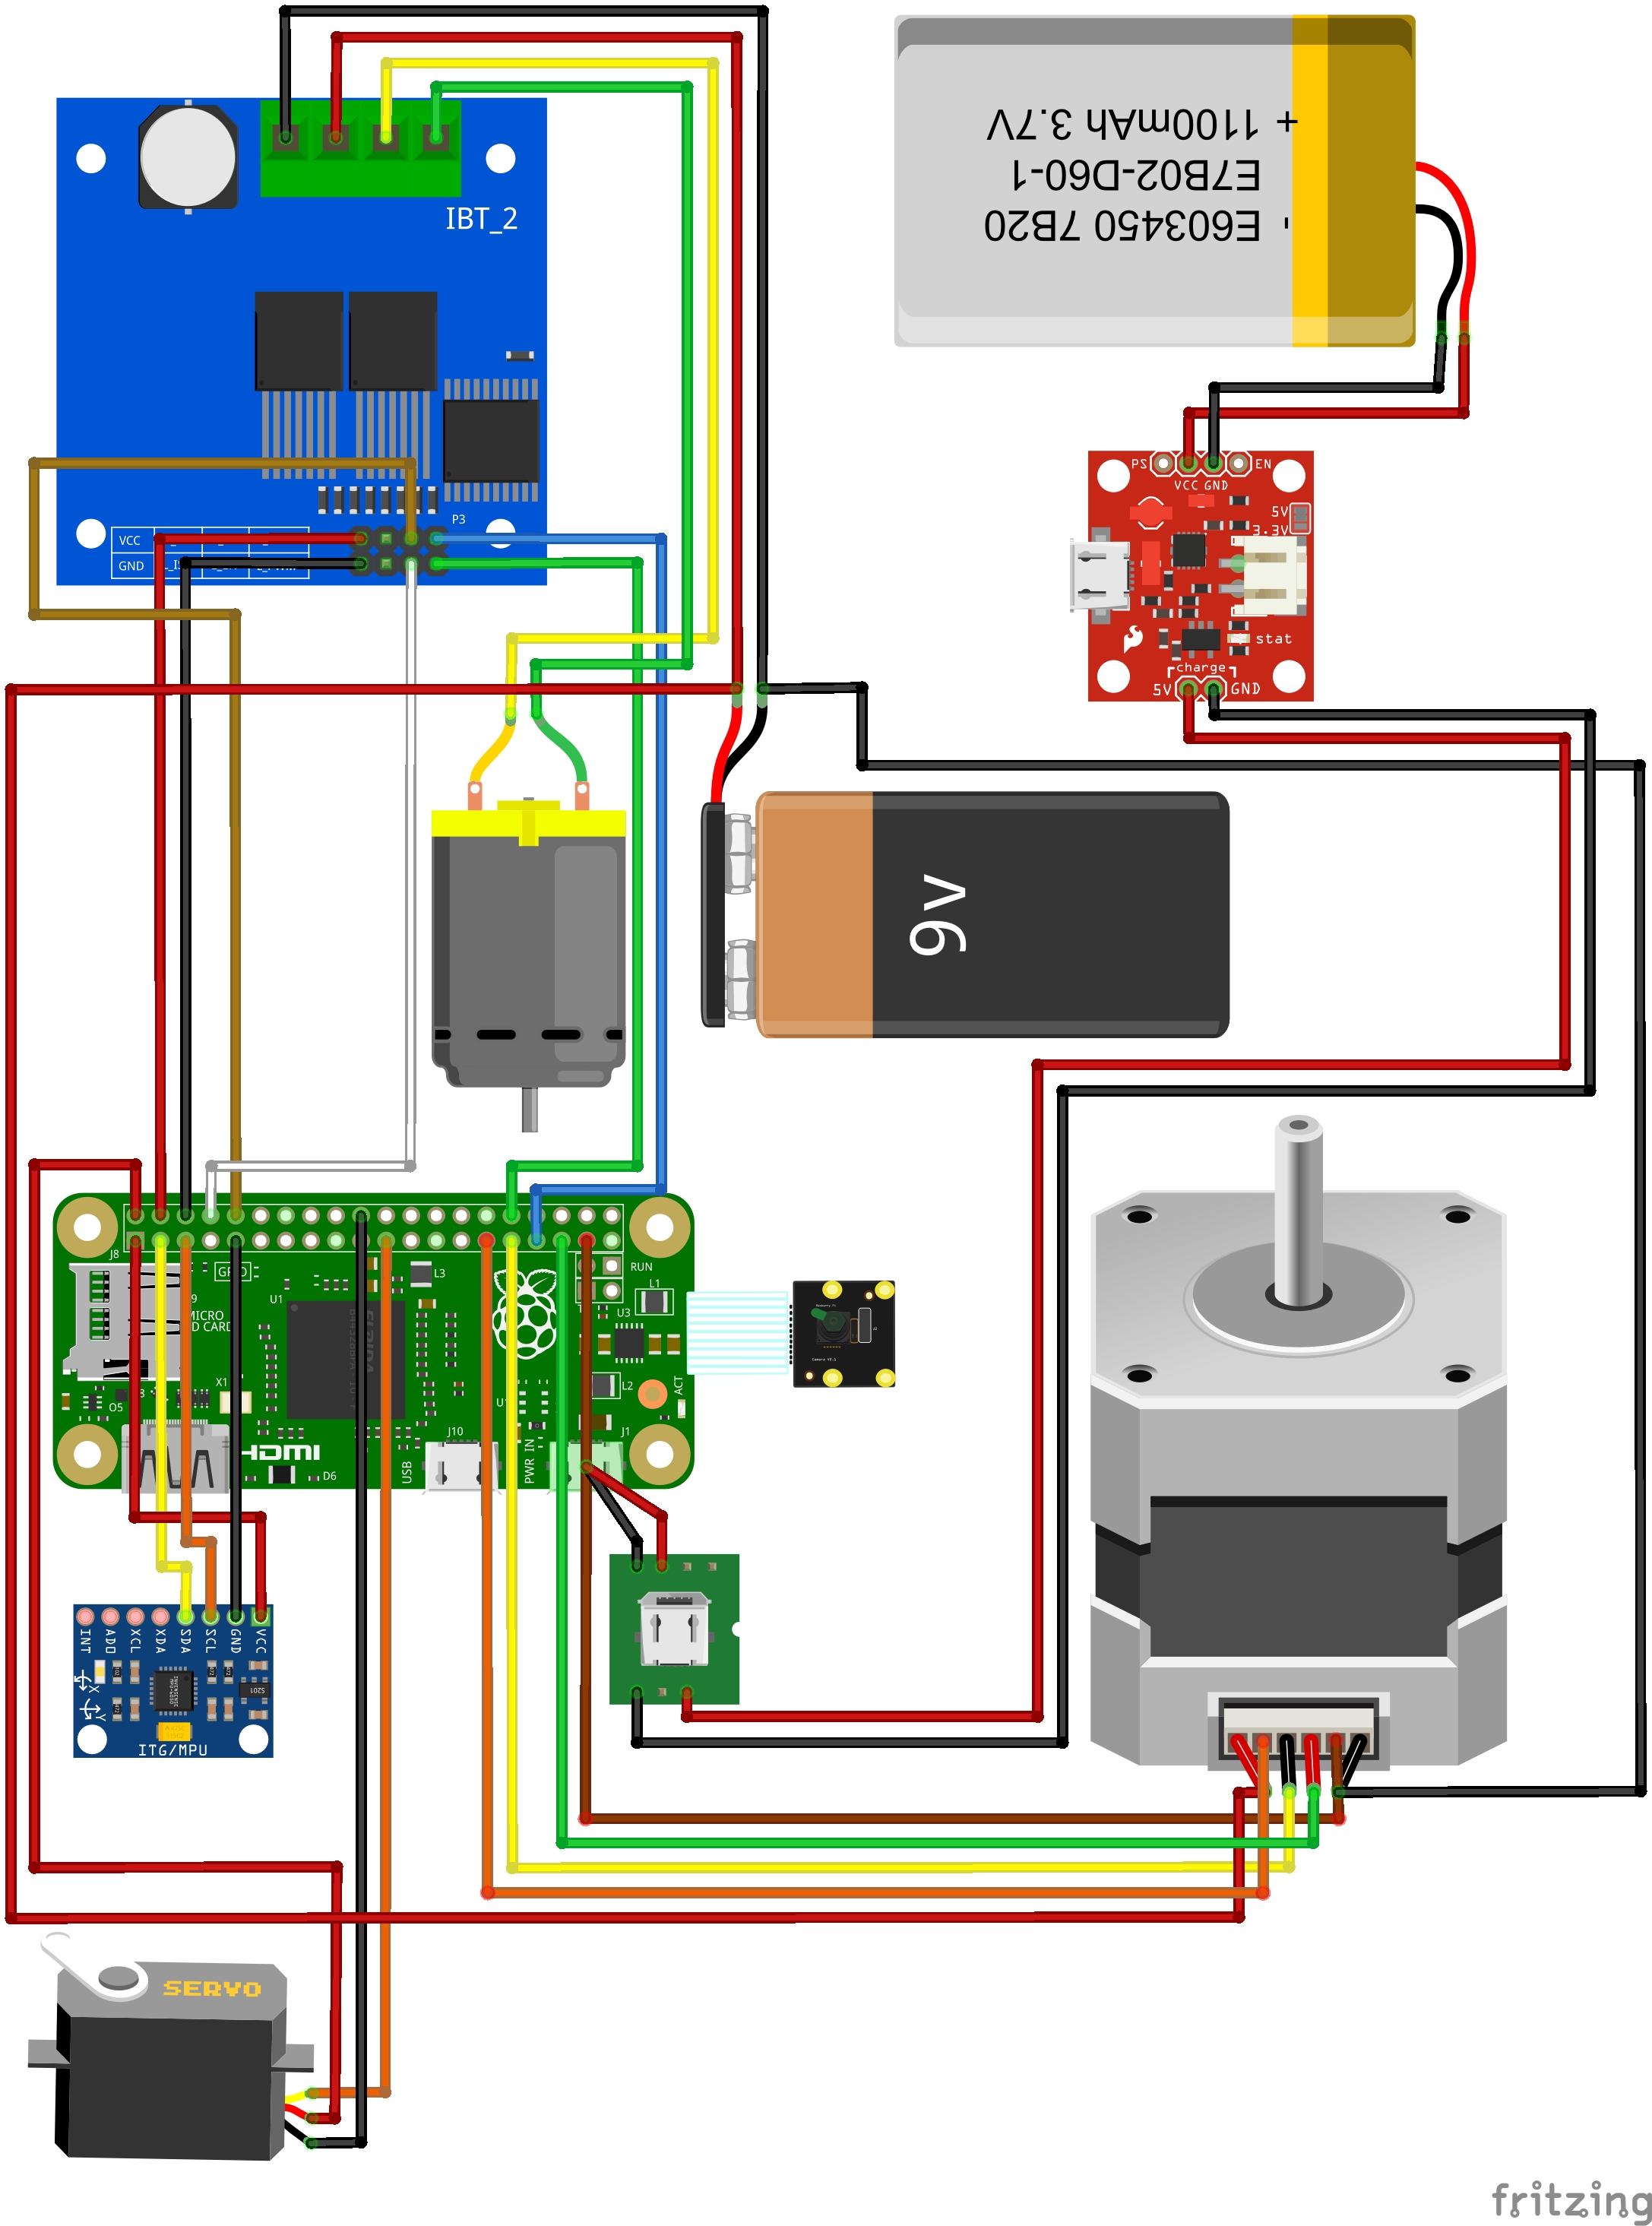 + 1100mAh 3.7V
E7B02-D60-1
- E603450 7B20
IBT_2
P3
VCC
GND
PS
EN
VCC GND
5V
3.3V
stat
charge
5V
GND
9v
J8
GPIO
RUN
L3
L1
U1
U3
MICRO
SD CARD
X1
L2
ACT
J10
J1
HDMI
D6
USB
PWR IN
INT
AD0
XCL
XDA
SDA
SCL
GND
VCC
X
Y
ITG/MPU
SERVO
fritzing